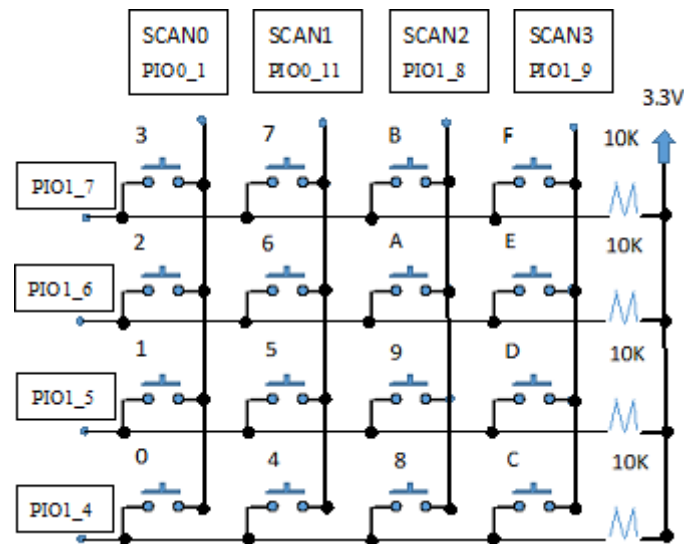 SCAN0 SCAN1 SCAN2 SCAN3
PIO0_1 PIO0_11 PIO1_8 PIO1_9
3.3V
3 7 B F 10K
PIO1_7
2 6 A E 10K
PIO1_6
1 5 9 D 10K
PIO1_5
0 4 8 C 10K
PIO1_4